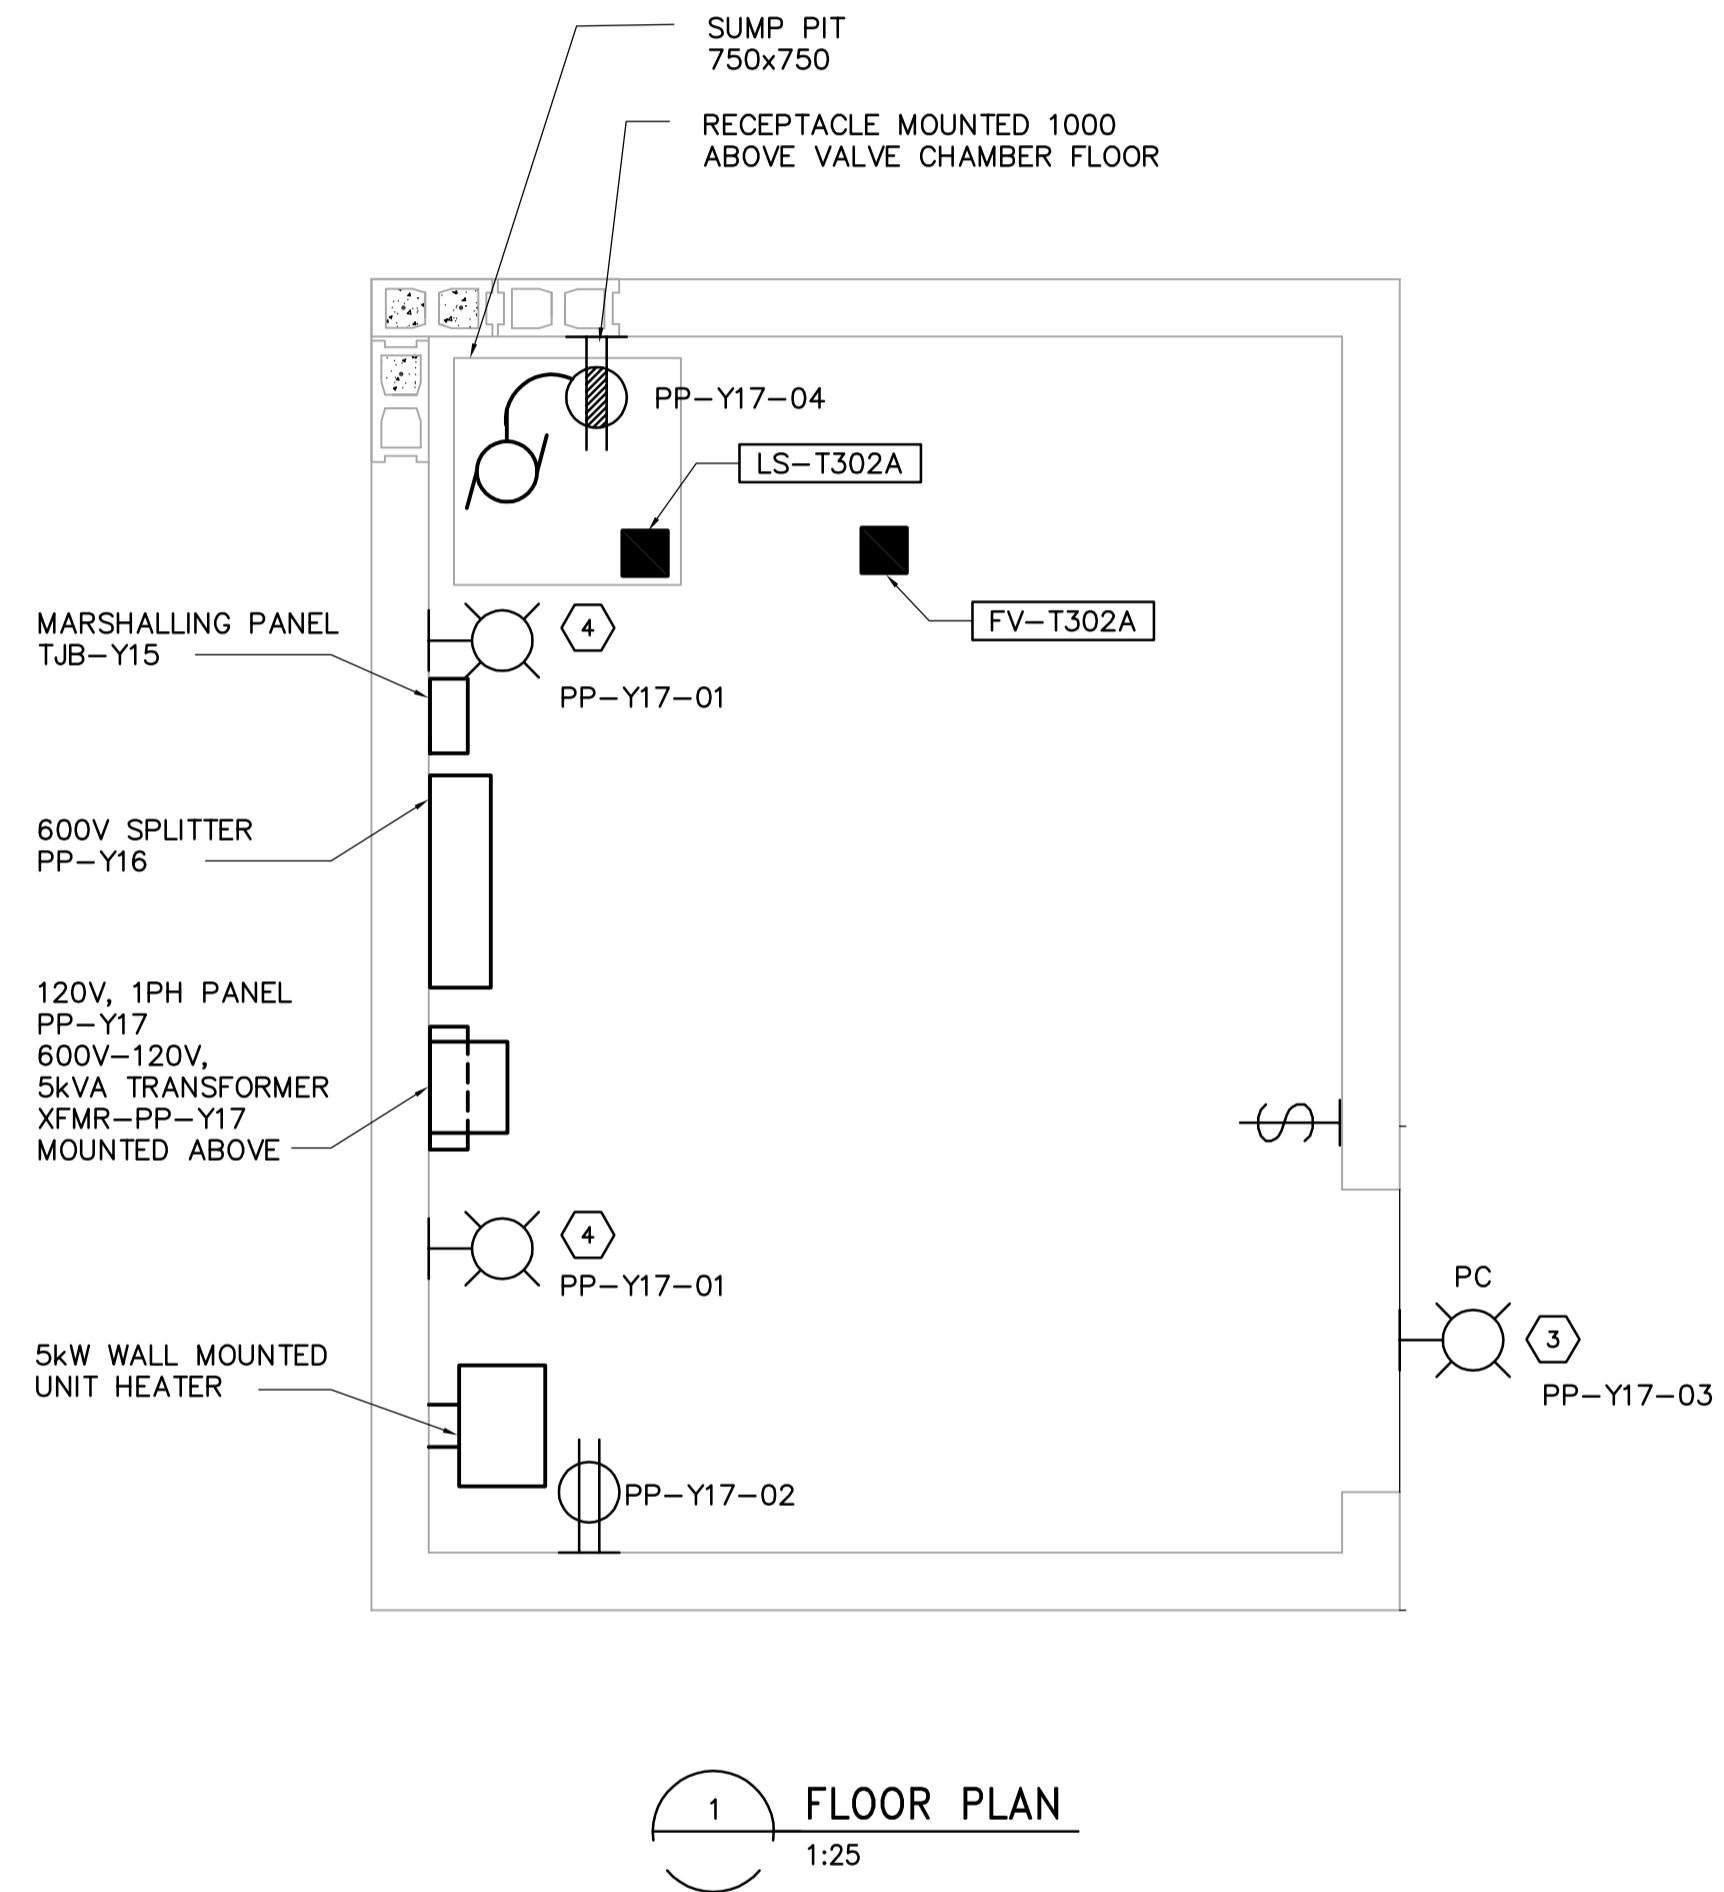 SUMP PIT
750x750
RECEPTACLE MOUNTED 1000
ABOVE VALVE CHAMBER FLOOR
PP-Y17-04
LS-T302A
FV-T302A
MARSHALLING PANEL
TJB-Y15
4
PP-Y17-01
600V SPLITTER
PP-Y16
120V, 1PH PANEL
PP-Y17
600V-120V,
5kVA TRANSFORMER
XFMR-PP-Y17
MOUNTED ABOVE
4
PP-Y17-01
PC
3
PP-Y17-03
5kW WALL MOUNTED
UNIT HEATER
PP-Y17-02
1
FLOOR PLAN
1:25